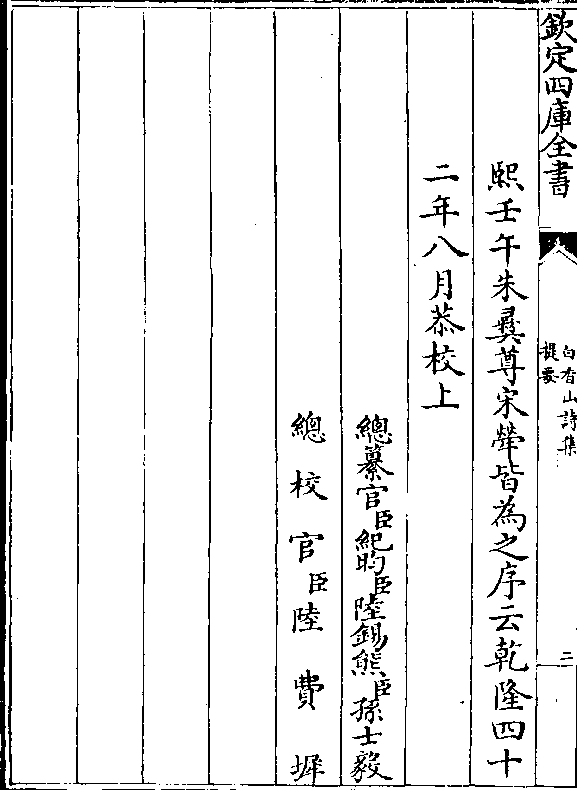 欽定四庫全書
白香山詩集
提要
二
熙壬午朱彛尊宋犖皆為之序云乾隆四十
二年八月恭校上
總纂官臣紀昀臣陸錫熊臣孫士毅
總校官臣陸費墀